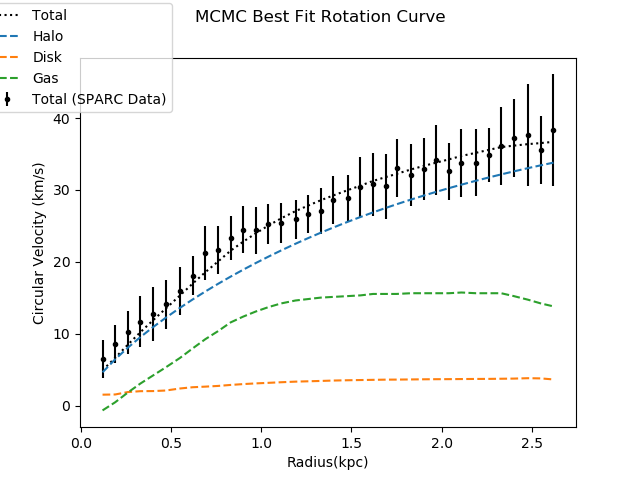 MCMC Best Fit Rotation Curve
Total
Halo
Disk
Gas
Total (SPARC Data)
40
30
20
10
0
Circular Velocity (km/s)
0.0 0.5 1.0 1.5 2.0 2.5
Radius(kpc)